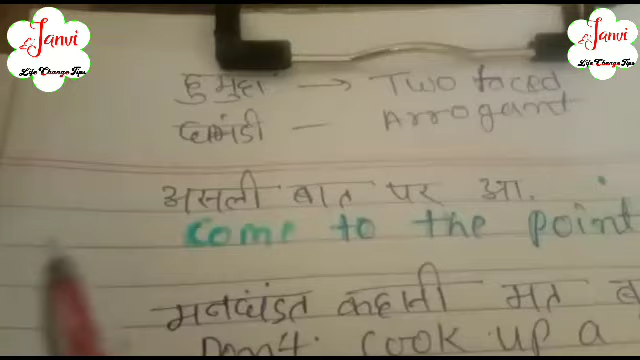 Janvi
Life Change Tips
Janvi
Life Change Tips
दुमुहा → Two faced
घमंडी — Arrogant
असली बात पर आ.
Come to the point
मनघडंत कहानी मत
cook up a